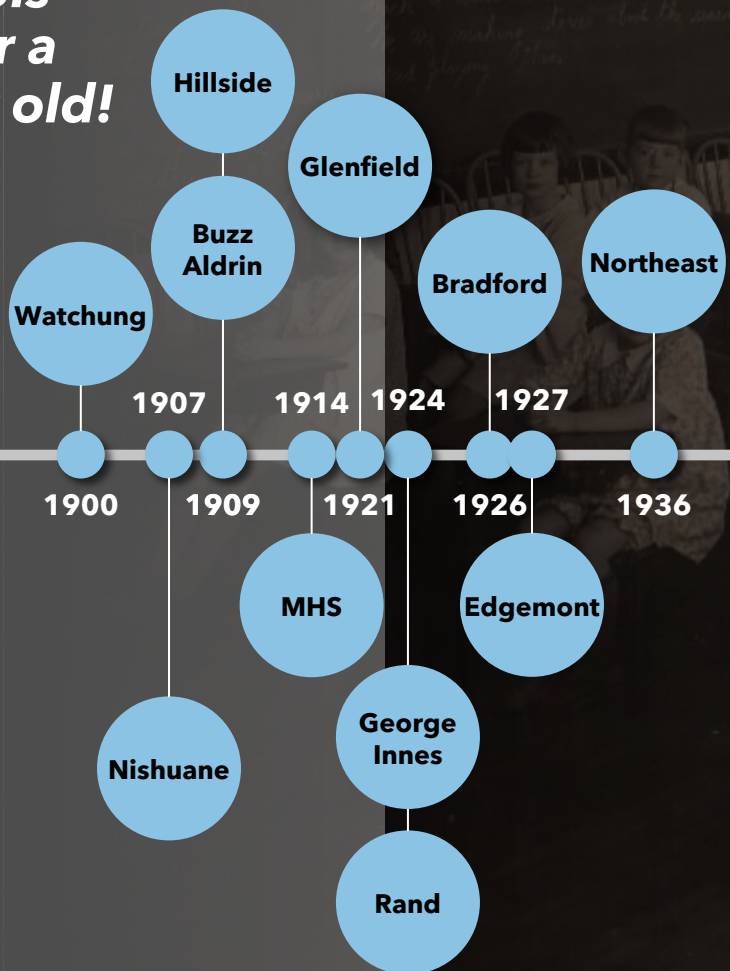 r a
old!
Hillside
Glenfield
Buzz
Aldrin
Northeast
Bradford
Watchung
1907
1914
1924
1927
1900
1909
1921
1926
1936
MHS
Edgemont
George
Innes
Nishuane
Rand